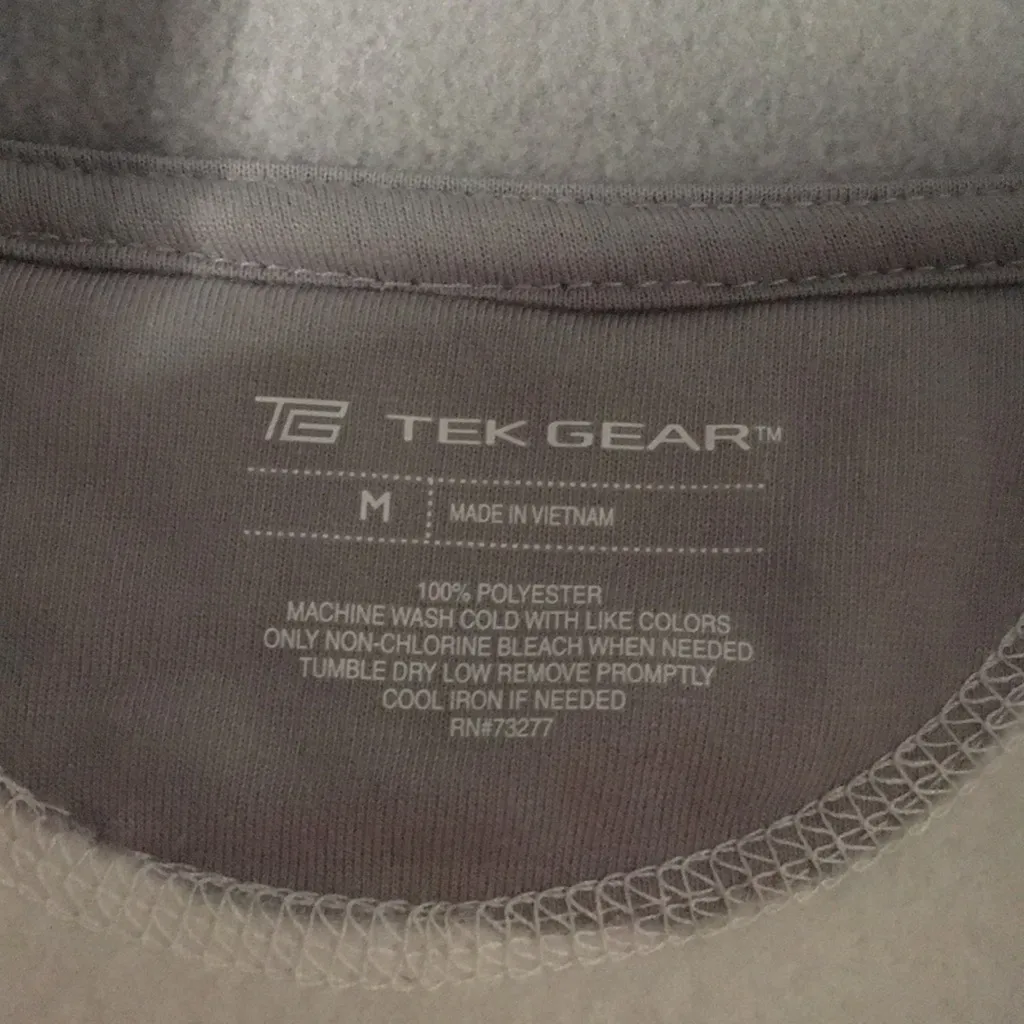 TG TEK GEAR™
M MADE IN VIETNAM
100% POLYESTER
MACHINE WASH COLD WITH LIKE COLORS
ONLY NON-CHLORINE BLEACH WHEN NEEDED
TUMBLE DRY LOW REMOVE PROMPTLY
COOL IRON IF NEEDED
RN#73277